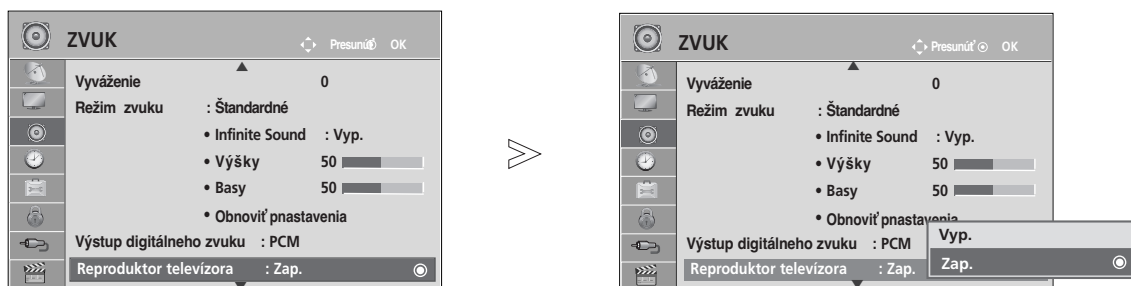 ZVUK
Presunúť OK
Vyváženie 0
Režim zvuku : Štandardné
• Infinite Sound : Vyp.
• Výšky 50
• Basy 50
• Obnoviť pnastavenia
Výstup digitálneho zvuku : PCM
Reproduktor televízora : Zap.
ZVUK
Presunúť OK
Vyváženie 0
Režim zvuku : Štandardné
• Infinite Sound : Vyp.
• Výšky 50
• Basy 50
• Obnoviť pnastavenia
Výstup digitálneho zvuku : PCM
Reproduktor televízora : Zap.
Vyp.
Zap.